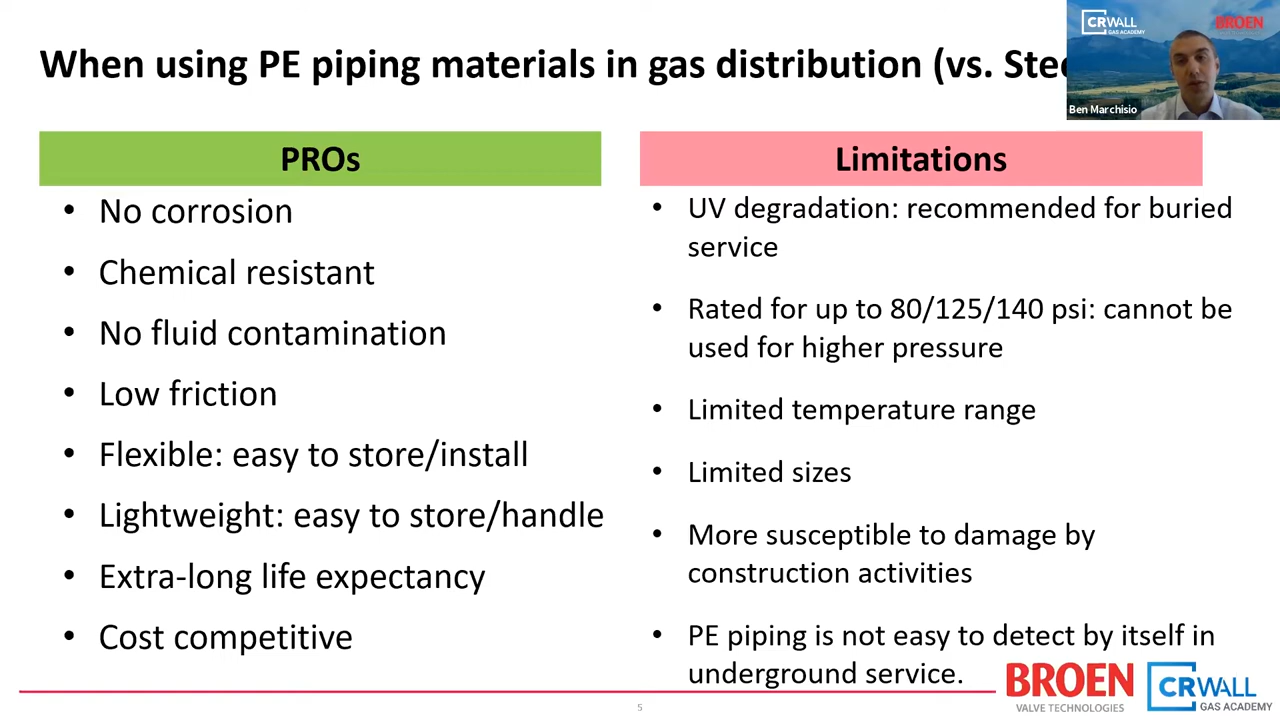 When using PE piping materials in gas distribution (vs. Stee
CRWALL
GAS ACADEMY
BROEN
Ben Marchisio
PROs
• No corrosion
• Chemical resistant
• No fluid contamination
• Low friction
• Flexible: easy to store/install
• Lightweight: easy to store/handle
• Extra-long life expectancy
• Cost competitive
Limitations
• UV degradation: recommended for buried
service
• Rated for up to 80/125/140 psi: cannot be
used for higher pressure
• Limited temperature range
• Limited sizes
• More susceptible to damage by
construction activities
• PE piping is not easy to detect by itself in
underground service.
BROEN
VALVE TECHNOLOGIES
CRWALL
GAS ACADEMY
5